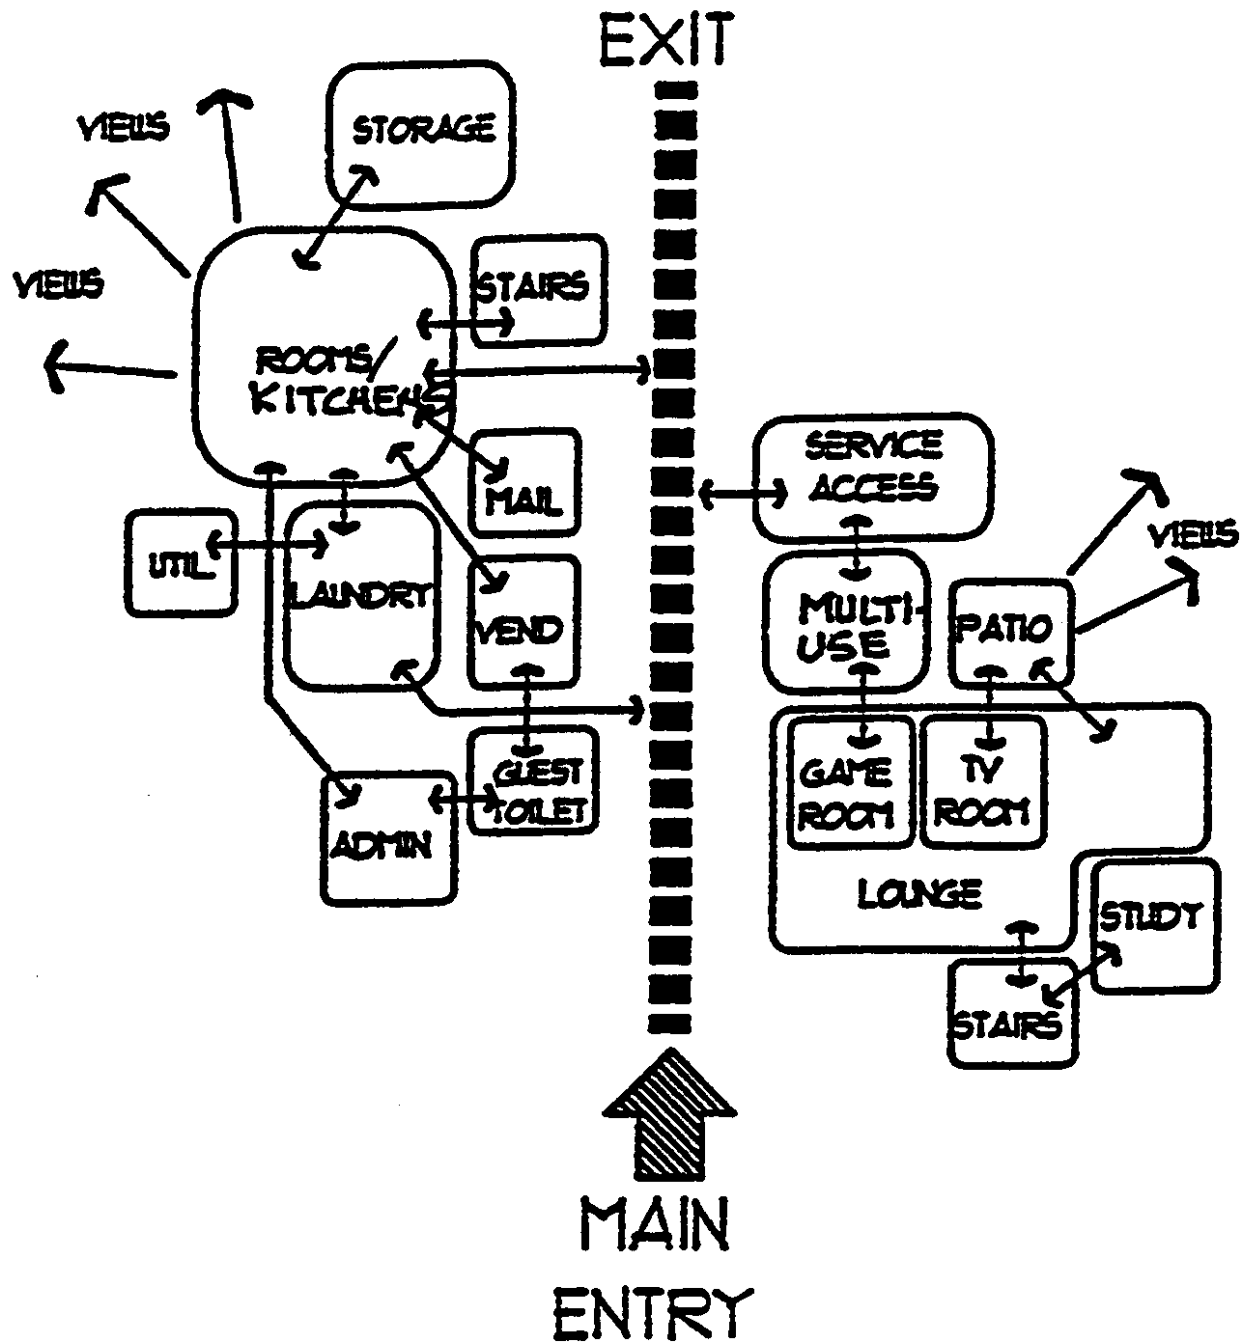 EXIT
VIEWS
STORAGE
VIEWS
STAIRS
ROOMS/
KITCHENS
SERVICE
ACCESS
MAIL
VIEWS
UTIL
LAUNDRY
VEND
MULTI-
USE
PATIO
GUEST
TOILET
GAME
ROOM
TV
ROOM
ADMIN
LOUNGE
STUDY
STAIRS
MAIN
ENTRY